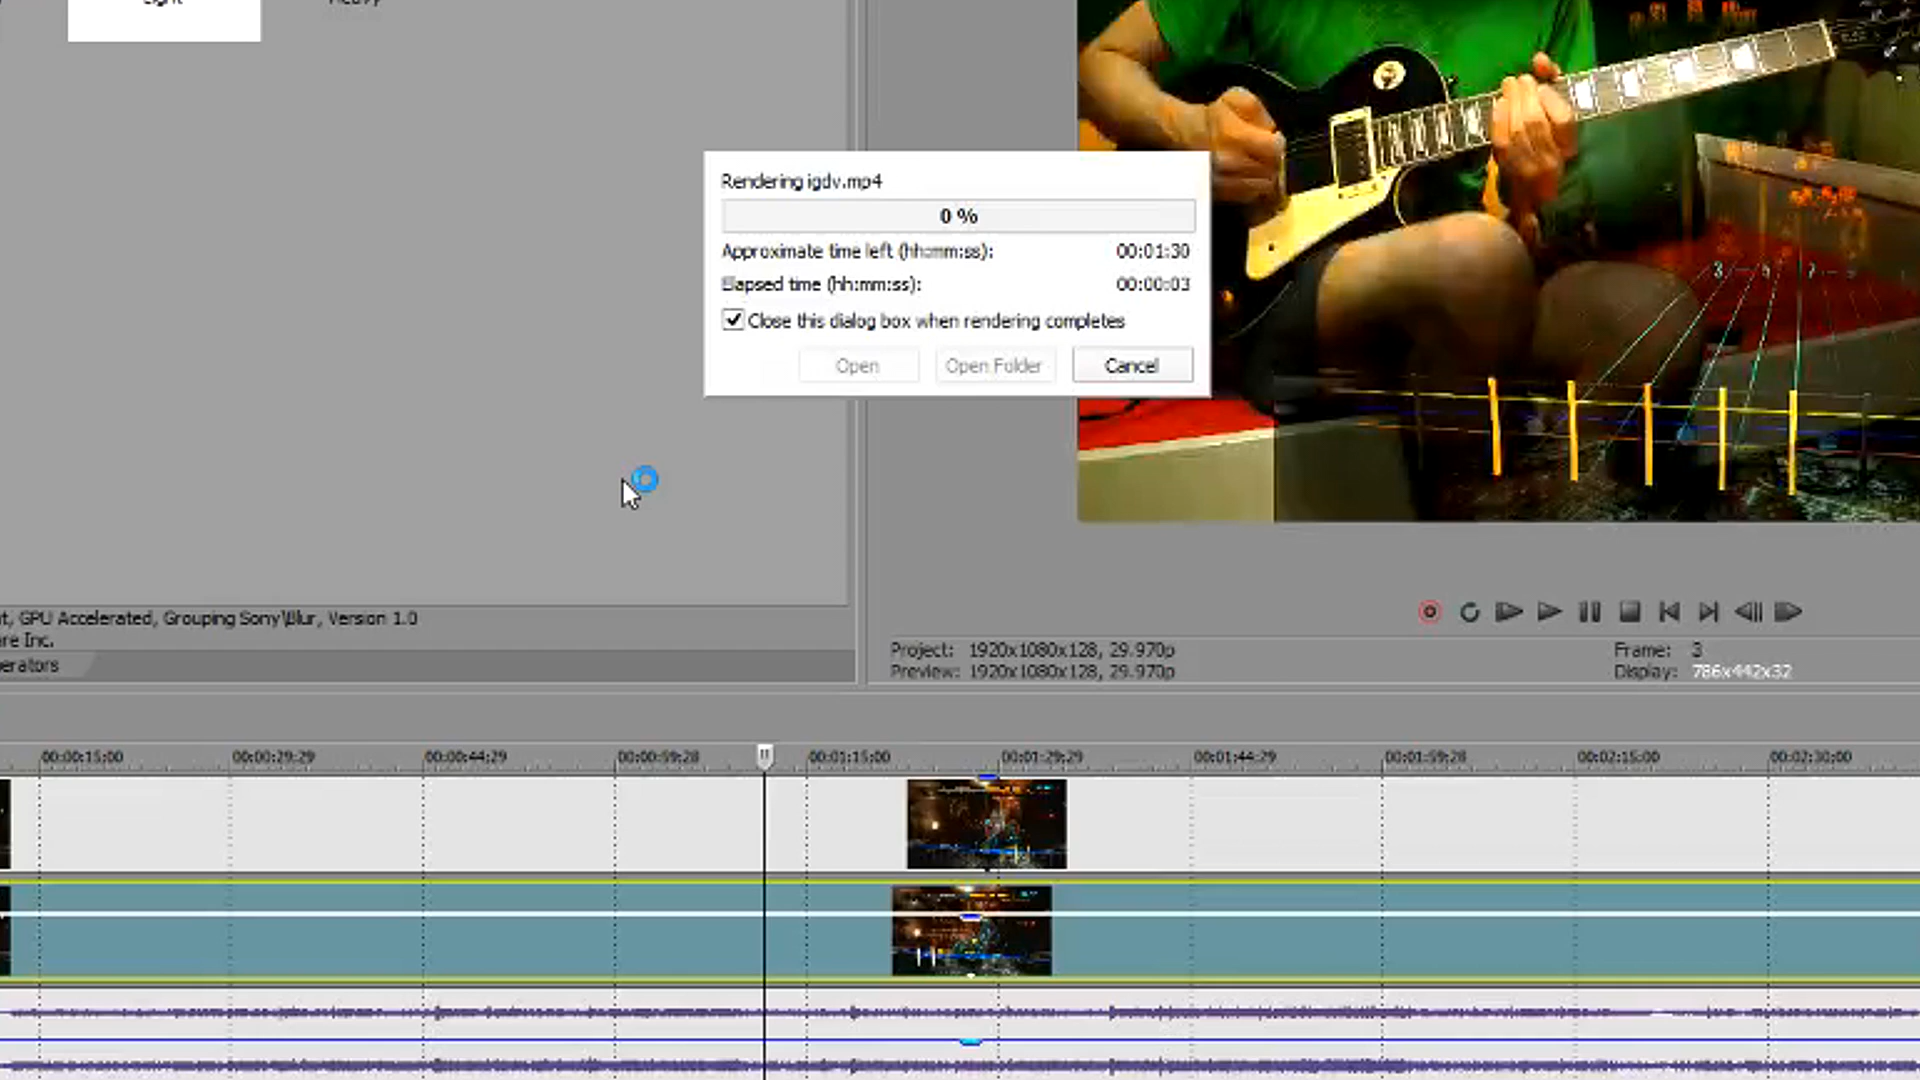 Light
Heavy
Rendering igdv.mp4
0 %
Approximate time left (hh:mm:ss): 00:01:30
Elapsed time (hh:mm:ss): 00:00:03
Close this dialog box when rendering completes
Open Open Folder Cancel
t, GPU Accelerated, Grouping Sony\Blur, Version 1.0
re Inc.
erators
Project: 1920x1080x128, 29.970p
Preview: 1920x1080x128, 29.970p
Frame: 3
Display: 786x442x32
00:00:15;00 00:00:29;29 00:00:44;29 00:00:59;28 00:01:15;00 00:01:29;29 00:01:44;29 00:01:59;28 00:02:15;00 00:02:30;00